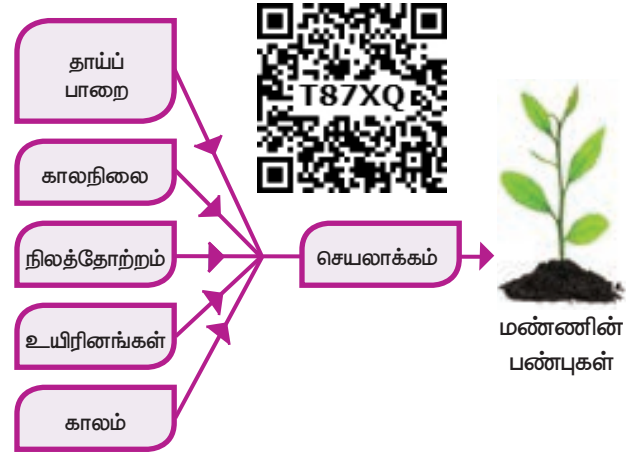 தாய்ப்
பாறை
T87XQ
காலநிலை
நிலத்தோற்றம்
செயலாக்கம்
உயிரினங்கள்
காலம்
மண்ணின்
பண்புகள்